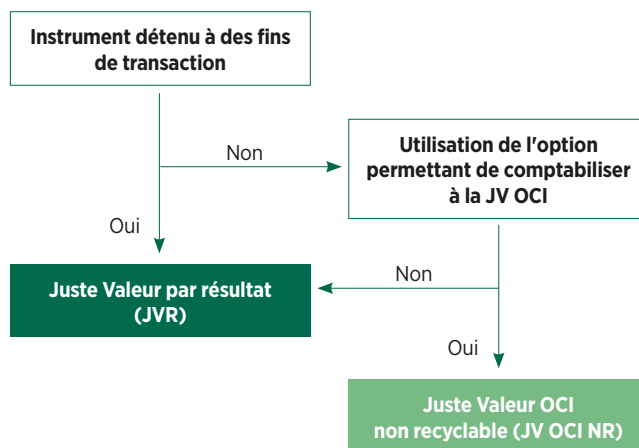 Instrument détenu à des fins
de transaction
Non
Utilisation de l'option
permettant de comptabiliser
à la JV OCI
Oui
Juste Valeur par résultat
(JVR)
Non
Oui
Juste Valeur OCI
non recyclable (JV OCI NR)